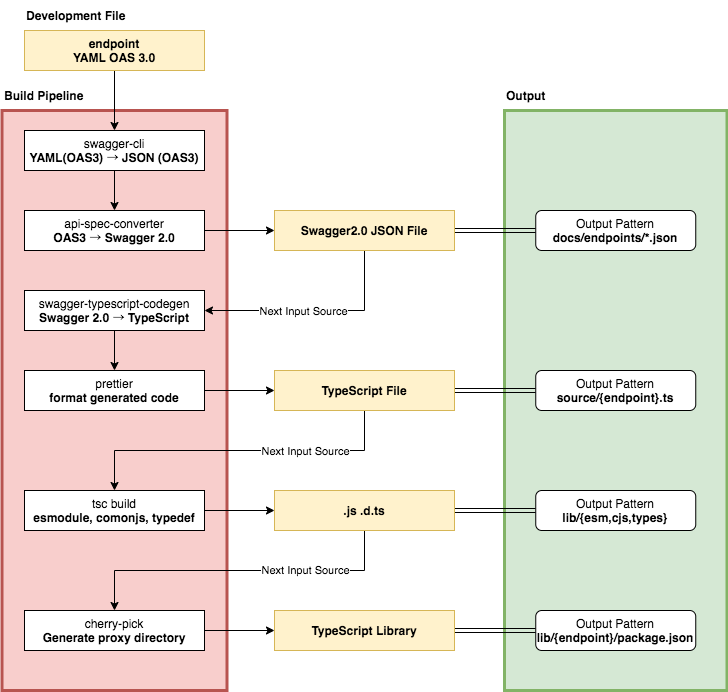 Development File
endpoint
YAML OAS 3.0
Build Pipeline
Output
swagger-cli
YAML(OAS3) → JSON (OAS3)
api-spec-converter
OAS3 → Swagger 2.0
Swagger2.0 JSON File
Output Pattern
docs/endpoints/*.json
Next Input Source
swagger-typescript-codegen
Swagger 2.0 → TypeScript
prettier
format generated code
TypeScript File
Output Pattern
source/{endpoint}.ts
Next Input Source
tsc build
esmodule, comonjs, typedef
.js .d.ts
Output Pattern
lib/{esm,cjs,types}
Next Input Source
cherry-pick
Generate proxy directory
TypeScript Library
Output Pattern
lib/{endpoint}/package.json